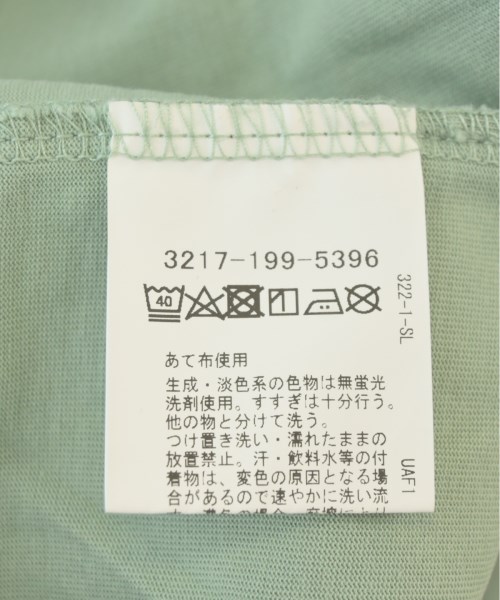 3217-199-5396
40
あて布使用
生成・淡色系の色物は無蛍光
洗剤使用。すすぎは十分行う。
他の物と分けて洗う。
つけ置き洗い・濡れたままの
放置禁止。汗・飲料水等の付
着物は、変色の原因となる場
合があるので速やかに洗い流
322-1-SL
UAF1